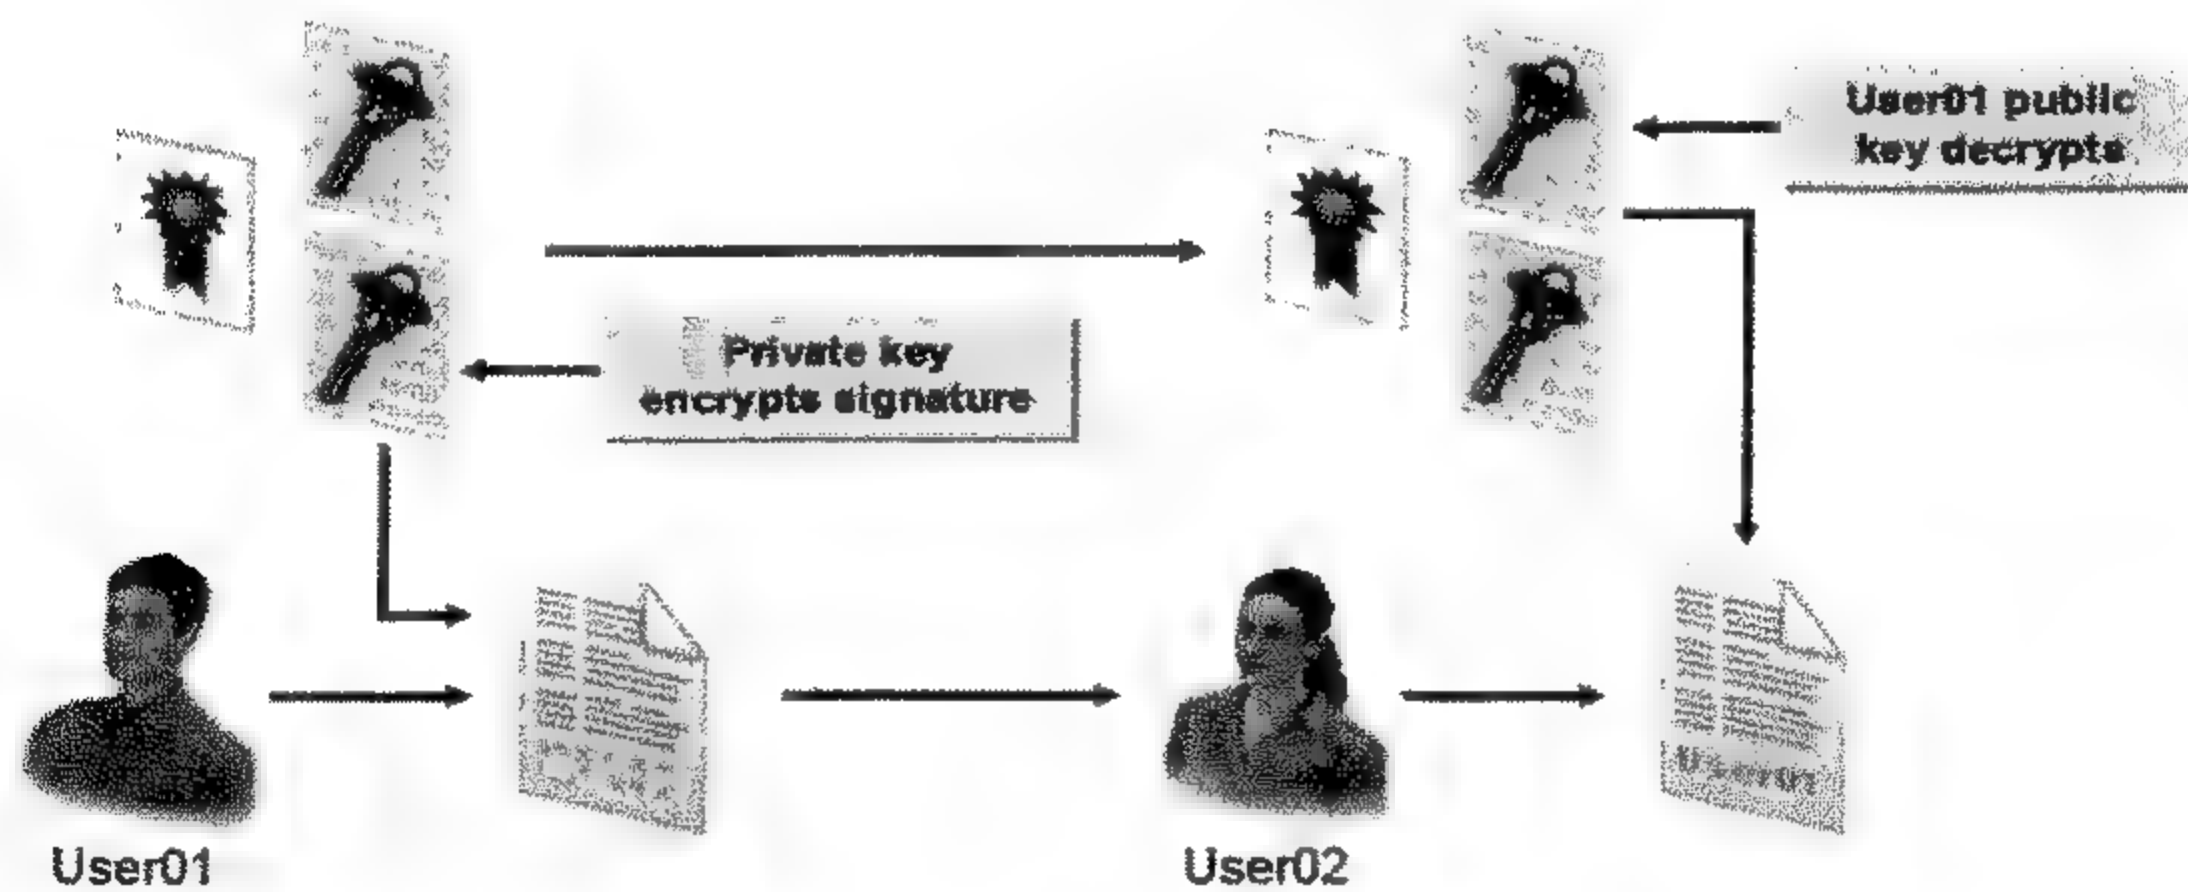 User01 public
key decrypts
Private key
encrypts signature
User01
User02